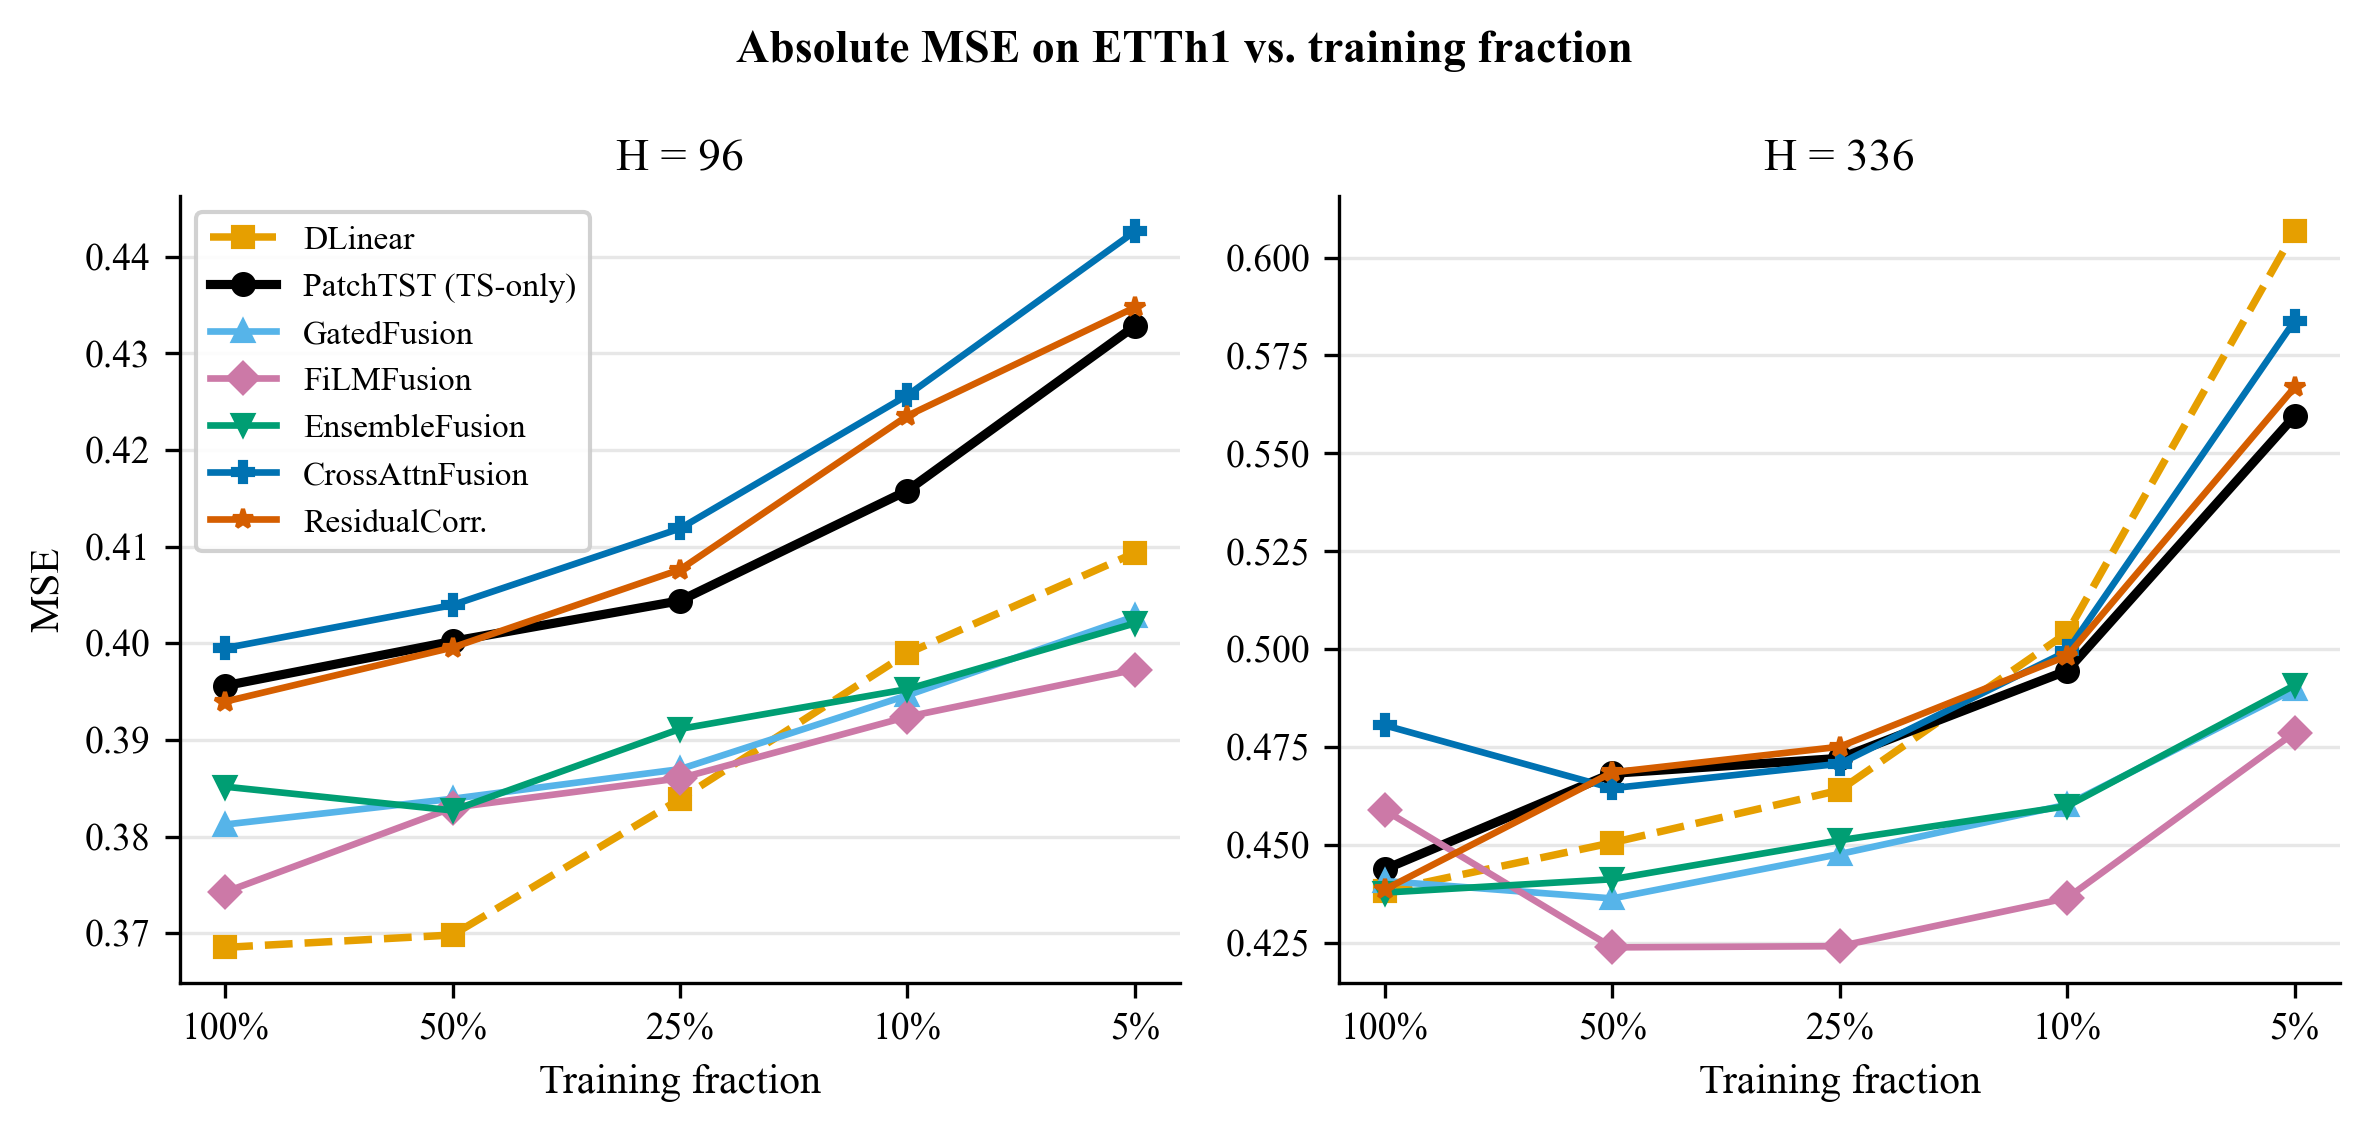 Absolute MSE on ETTh1 vs. training fraction
H = 96
DLinear
PatchTST (TS-only)
GatedFusion
FiLMFusion
EnsembleFusion
CrossAttnFusion
ResidualCorr.
MSE
0.44
0.43
0.42
0.41
0.40
0.39
0.38
0.37
100% 50% 25% 10% 5%
Training fraction
H = 336
0.600
0.575
0.550
0.525
0.500
0.475
0.450
0.425
100% 50% 25% 10% 5%
Training fraction